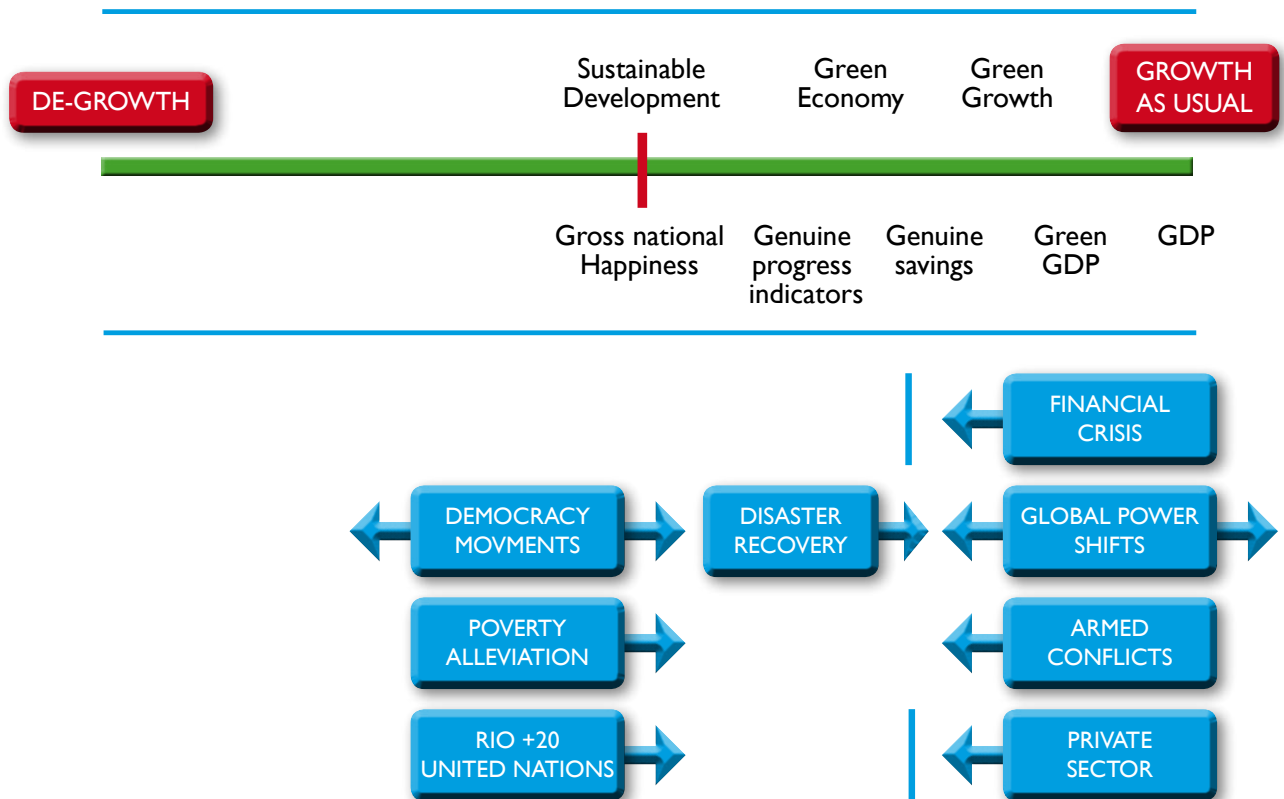 DE-GROWTH
Sustainable
Development
Green
Economy
Green
Growth
GROWTH
AS USUAL
Gross national
Happiness
Genuine
progress
indicators
Genuine
savings
Green
GDP
GDP
FINANCIAL
CRISIS
DEMOCRACY
MOVMENTS
DISASTER
RECOVERY
GLOBAL POWER
SHIFTS
POVERTY
ALLEVIATION
ARMED
CONFLICTS
RIO +20
UNITED NATIONS
PRIVATE
SECTOR